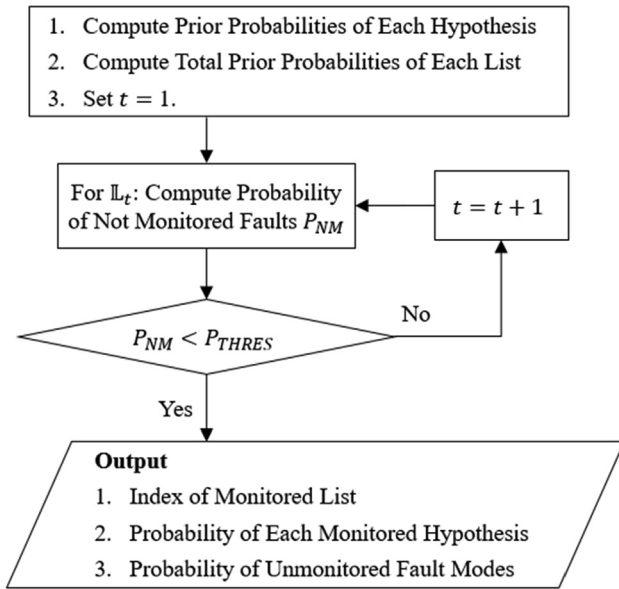 1. Compute Prior Probabilities of Each Hypothesis
2. Compute Total Prior Probabilities of Each List
3. Set t = 1.
For 𝕃t: Compute Probability
of Not Monitored Faults PNM
t = t + 1
No
PNM < PTHRES
Yes
Output
1. Index of Monitored List
2. Probability of Each Monitored Hypothesis
3. Probability of Unmonitored Fault Modes